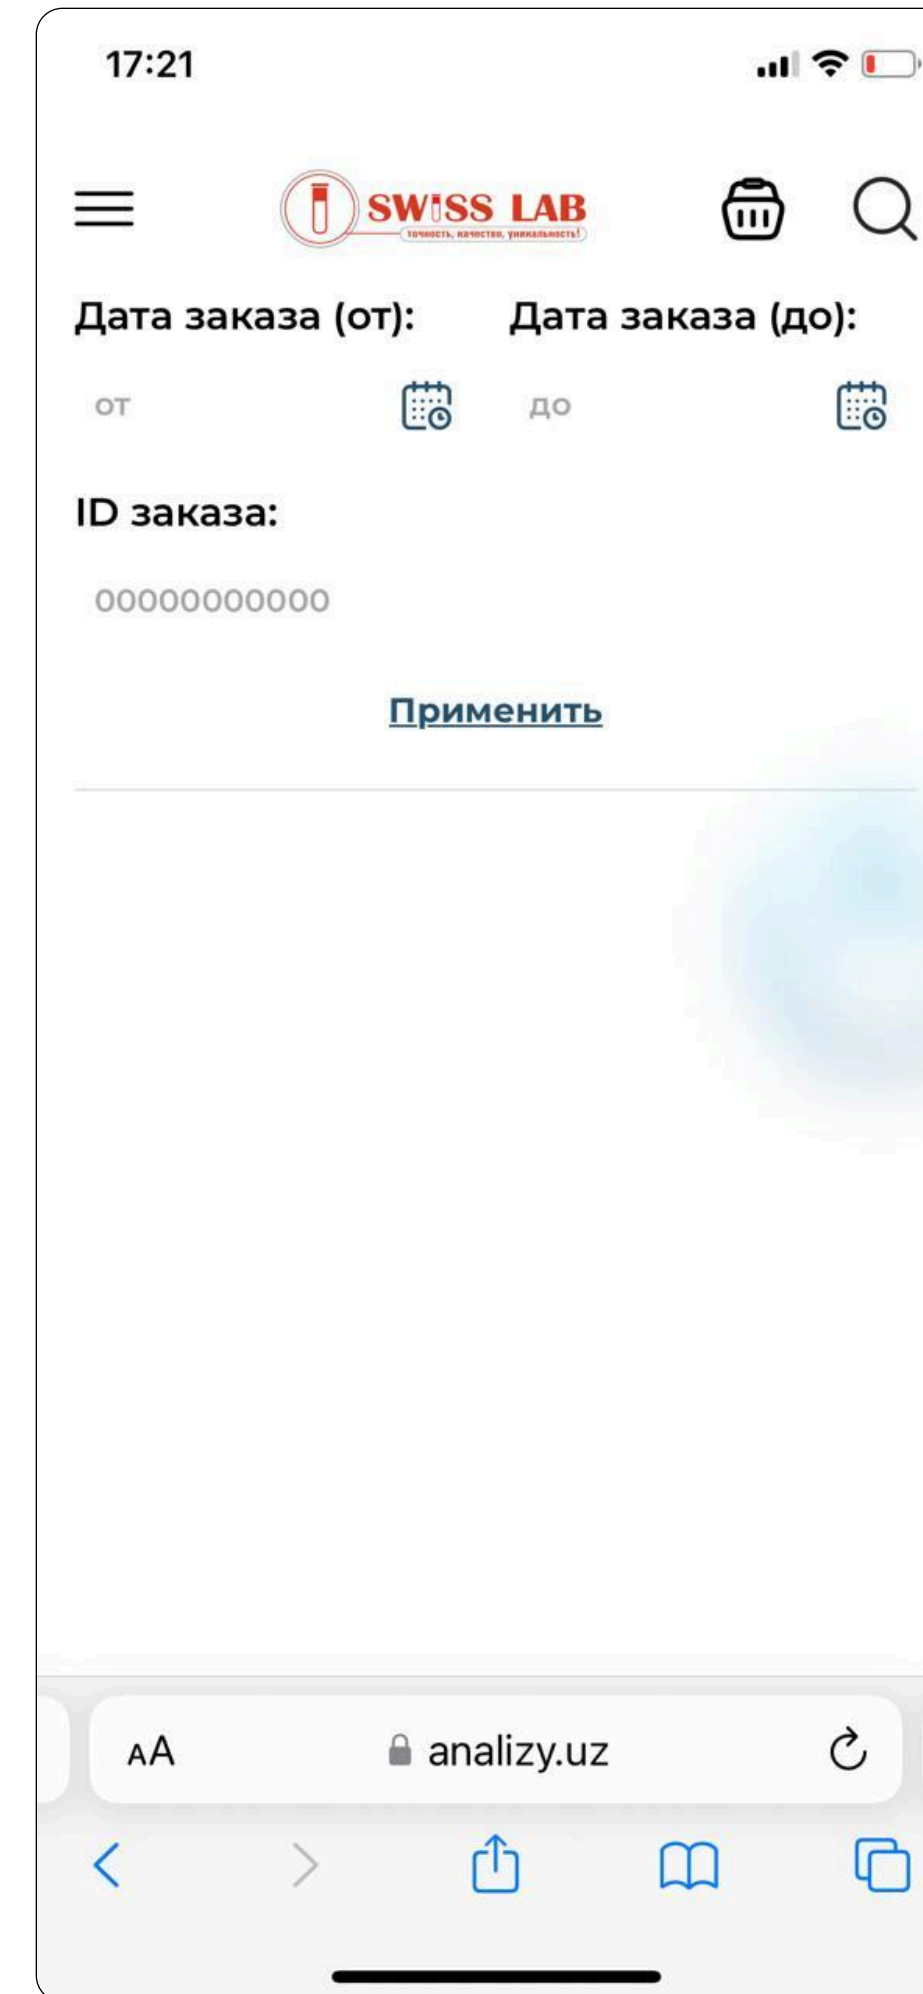 17:21
SWiSS LAB
точность, качество, уникальность!
Дата заказа (от): Дата заказа (до):
от до
ID заказа:
00000000000
Применить
AA analizy.uz